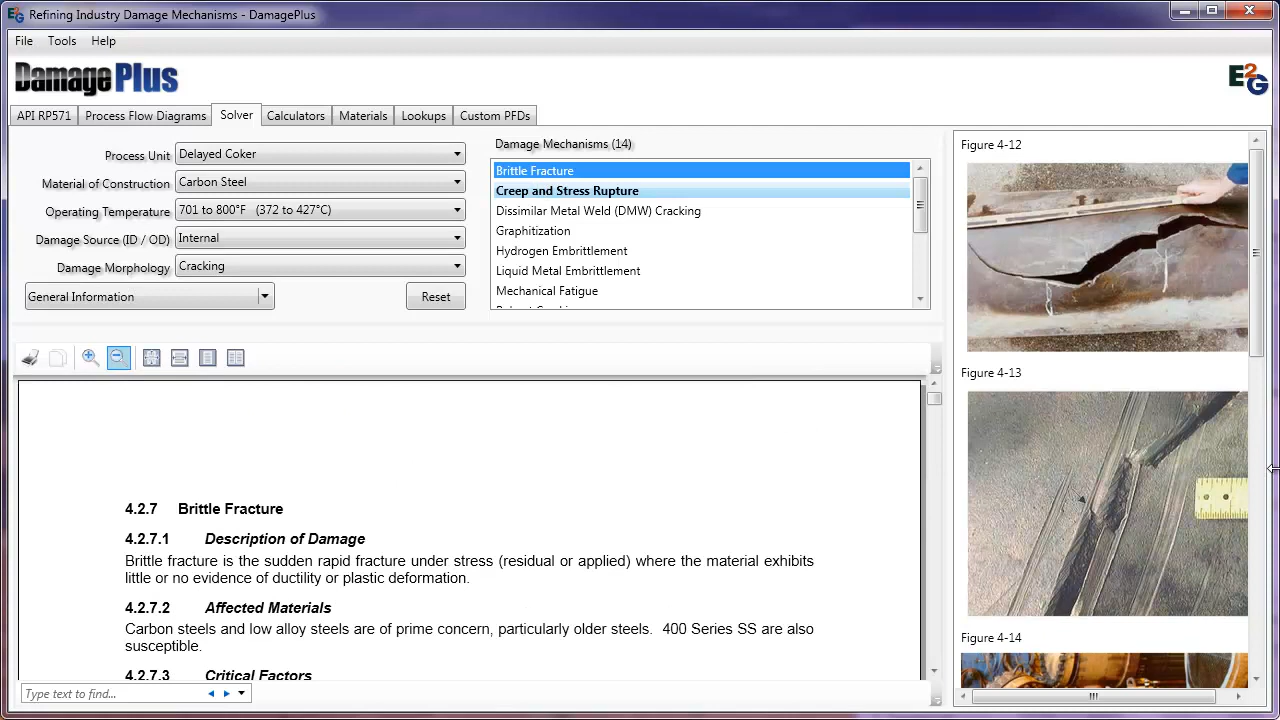 Refining Industry Damage Mechanisms - DamagePlus
File Tools Help
DamagePlus
E2G
API RP571 Process Flow Diagrams Solver Calculators Materials Lookups Custom PFDs
Process Unit Delayed Coker
Material of Construction Carbon Steel
Operating Temperature 701 to 800°F (372 to 427°C)
Damage Source (ID / OD) Internal
Damage Morphology Cracking
General Information
Reset
Damage Mechanisms (14)
Brittle Fracture
Creep and Stress Rupture
Dissimilar Metal Weld (DMW) Cracking
Graphitization
Hydrogen Embrittlement
Liquid Metal Embrittlement
Mechanical Fatigue
4.2.7 Brittle Fracture
4.2.7.1 Description of Damage
Brittle fracture is the sudden rapid fracture under stress (residual or applied) where the material exhibits
little or no evidence of ductility or plastic deformation.
4.2.7.2 Affected Materials
Carbon steels and low alloy steels are of prime concern, particularly older steels. 400 Series SS are also
susceptible.
4.2.7.3 Critical Factors
Type text to find...
Figure 4-12
Figure 4-13
Figure 4-14